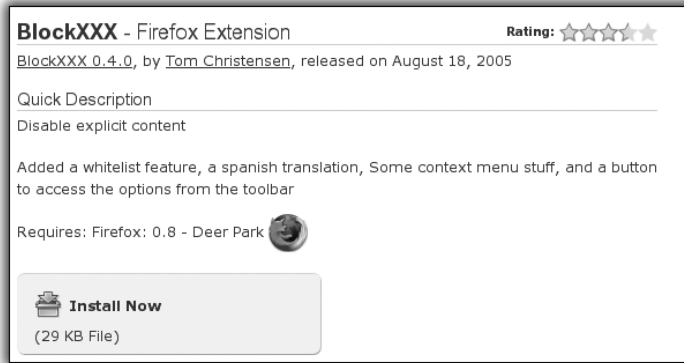 BlockXXX - Firefox Extension
Rating:
BlockXXX 0.4.0, by Tom Christensen, released on August 18, 2005
Quick Description
Disable explicit content
Added a whitelist feature, a spanish translation, Some context menu stuff, and a button
to access the options from the toolbar
Requires: Firefox: 0.8 - Deer Park
Install Now
(29 KB File)